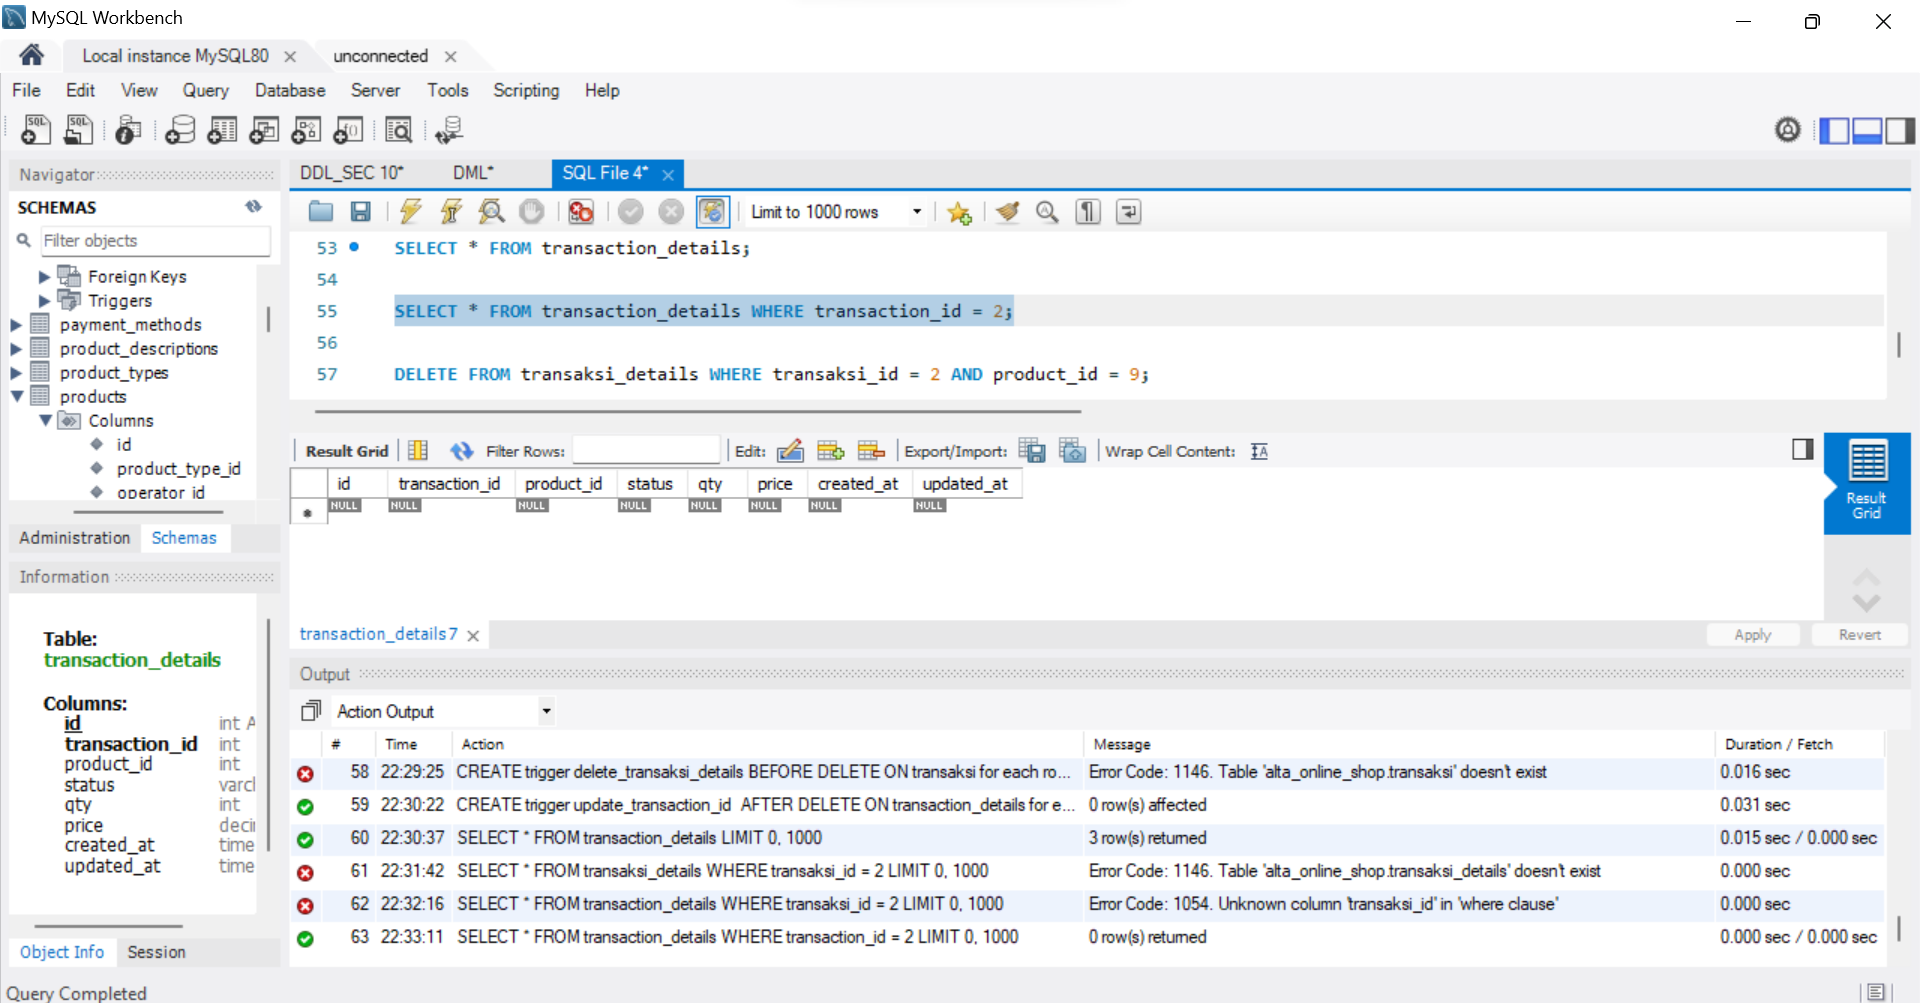 MySQL Workbench
Local instance MySQL80
unconnected
File Edit View Query Database Server Tools Scripting Help
Navigator
SCHEMAS
Filter objects
Foreign Keys
Triggers
payment_methods
product_descriptions
product_types
products
Columns
id
product_type_id
operator_id
Administration Schemas
Information
Table:
transaction_details
Columns:
id int A
transaction_id int
product_id int
status varcl
qty int
price deci
created_at time
updated_at time
Object Info Session
Query Completed
DDL_SEC 10* DML* SQL File 4*
Limit to 1000 rows
53 SELECT * FROM transaction_details;
54
55 SELECT * FROM transaction_details WHERE transaction_id = 2;
56
57 DELETE FROM transaksi_details WHERE transaksi_id = 2 AND product_id = 9;
Result Grid Filter Rows: Edit: Export/Import: Wrap Cell Content:
id transaction_id product_id status qty price created_at updated_at
NULL NULL NULL NULL NULL NULL NULL NULL
Result Grid
transaction_details 7
Apply Revert
Output
Action Output
# Time Action Message Duration / Fetch
58 22:29:25 CREATE trigger delete_transaksi_details BEFORE DELETE ON transaksi for each ro... Error Code: 1146. Table 'alta_online_shop.transaksi' doesn't exist 0.016 sec
59 22:30:22 CREATE trigger update_transaction_id AFTER DELETE ON transaction_details for e... 0 row(s) affected 0.031 sec
60 22:30:37 SELECT * FROM transaction_details LIMIT 0, 1000 3 row(s) returned 0.015 sec / 0.000 sec
61 22:31:42 SELECT * FROM transaksi_details WHERE transaksi_id = 2 LIMIT 0, 1000 Error Code: 1146. Table 'alta_online_shop.transaksi_details' doesn't exist 0.000 sec
62 22:32:16 SELECT * FROM transaction_details WHERE transaksi_id = 2 LIMIT 0, 1000 Error Code: 1054. Unknown column 'transaksi_id' in 'where clause' 0.000 sec
63 22:33:11 SELECT * FROM transaction_details WHERE transaction_id = 2 LIMIT 0, 1000 0 row(s) returned 0.000 sec / 0.000 sec